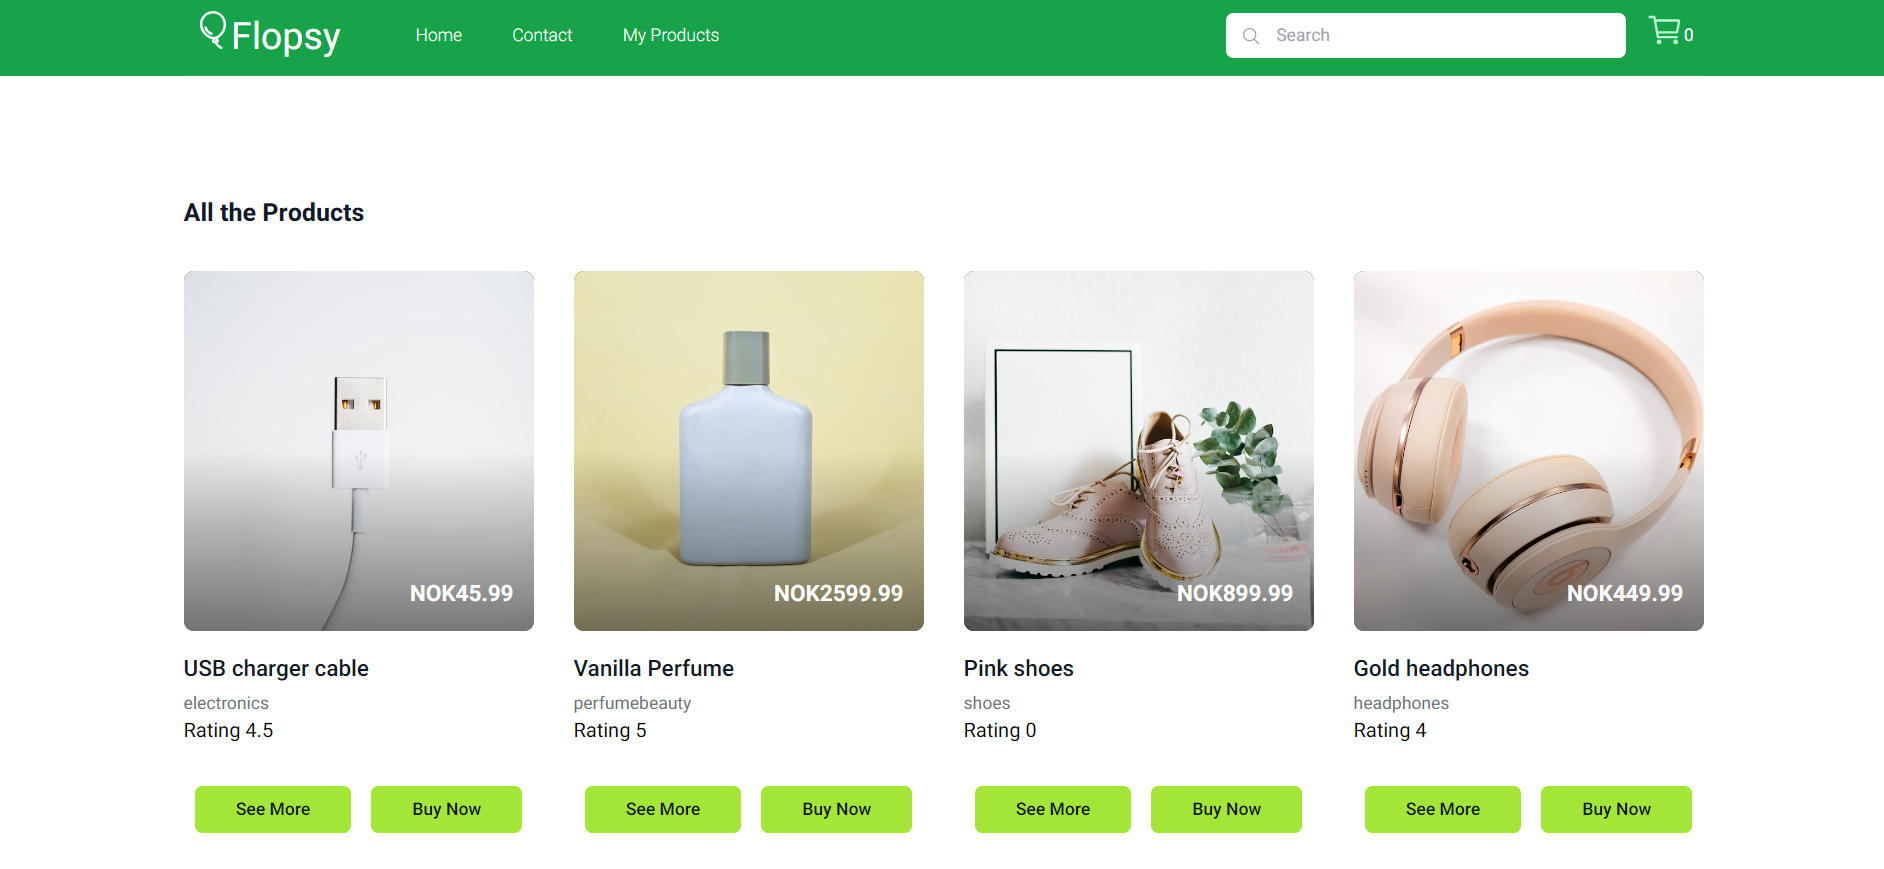 Flopsy Home Contact My Products Search 0
All the Products
NOK45.99 NOK2599.99 NOK899.99 NOK449.99
USB charger cable Vanilla Perfume Pink shoes Gold headphones
electronics perfumebeauty shoes headphones
Rating 4.5 Rating 5 Rating 0 Rating 4
See More Buy Now See More Buy Now See More Buy Now See More Buy Now